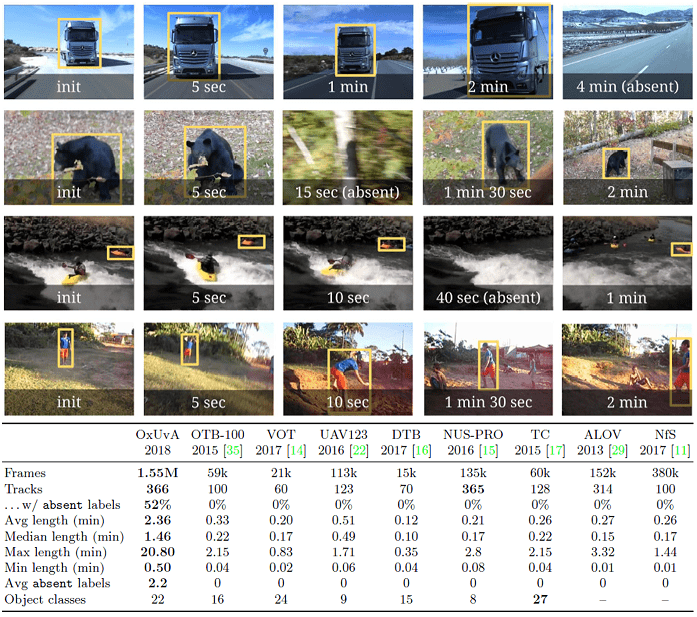 init 5 sec 1 min 2 min 4 min (absent)
init 5 sec 15 sec (absent) 1 min 30 sec 2 min
init 5 sec 10 sec 40 sec (absent) 1 min
init 5 sec 10 sec 1 min 30 sec 2 min
OxUvA OTB-100 VOT UAV123 DTB NUS-PRO TC ALOV NfS
2018 2015 [35] 2017 [14] 2016 [22] 2017 [16] 2016 [15] 2015 [17] 2013 [29] 2017 [11]
Frames 1.55M 59k 21k 113k 15k 135k 60k 152k 380k
Tracks 366 100 60 123 70 365 128 314 100
...w/ absent labels 52% 0% 0% 0% 0% 0% 0% 0% 0%
Avg length (min) 2.36 0.33 0.20 0.51 0.12 0.21 0.26 0.27 0.26
Median length (min) 1.46 0.22 0.17 0.49 0.10 0.17 0.22 0.15 0.17
Max length (min) 20.80 2.15 0.83 1.71 0.35 2.8 2.15 3.32 1.44
Min length (min) 0.50 0.04 0.02 0.06 0.04 0.08 0.04 0.01 0.01
Avg absent labels 2.2 0 0 0 0 0 0 0 0
Object classes 22 16 24 9 15 8 27 – –